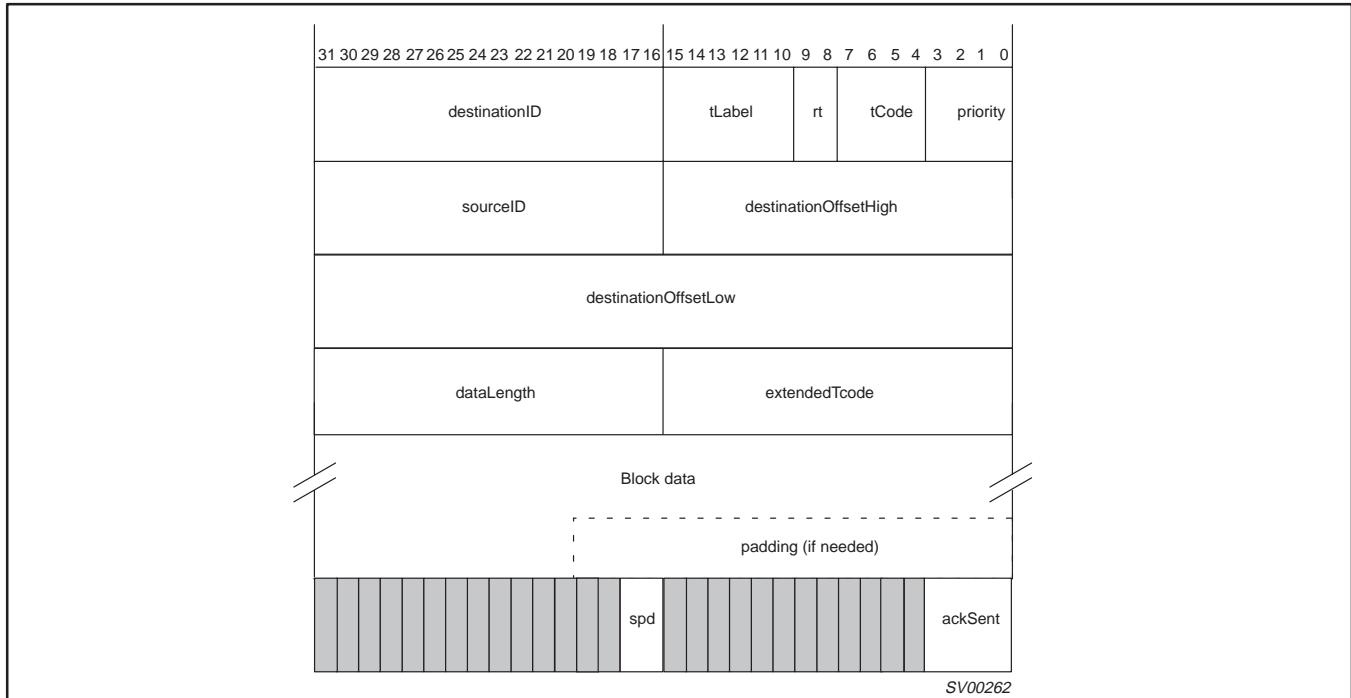 31 30 29 28 27 26 25 24 23 22 21 20 19 18 17 16 15 14 13 12 11 10 9 8 7 6 5 4 3 2 1 0
destinationID tLabel rt tCode priority
sourceID destinationOffsetHigh
destinationOffsetLow
dataLength extendedTcode
Block data
padding (if needed)
spd ackSent
SV00262